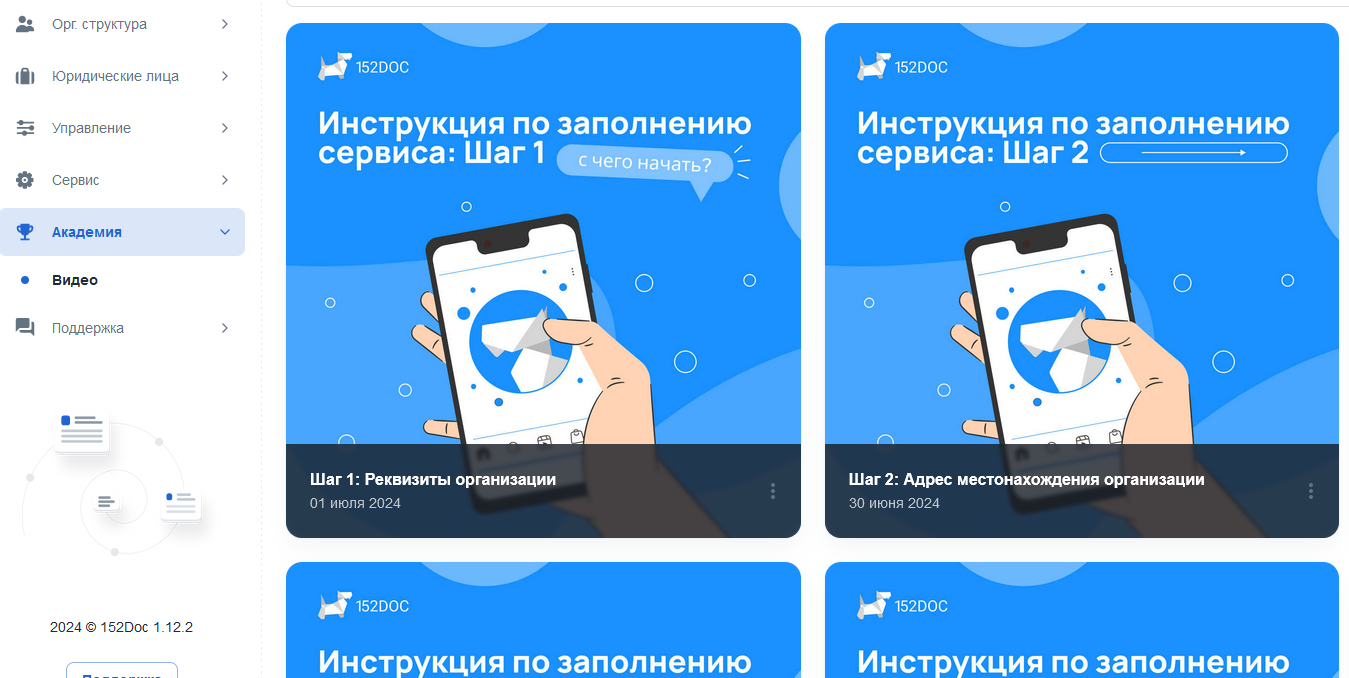 Орг. структура
Юридические лица
Управление
Сервис
Академия
Видео
Поддержка
2024 © 152Doc 1.12.2
Поддержка
152DOC
Инструкция по заполнению
сервиса: Шаг 1
с чего начать?
Шаг 1: Реквизиты организации
01 июля 2024
152DOC
Инструкция по заполнению
сервиса: Шаг 2
Шаг 2: Адрес местонахождения организации
30 июня 2024
152DOC
Инструкция по заполнению
152DOC
Инструкция по заполнению